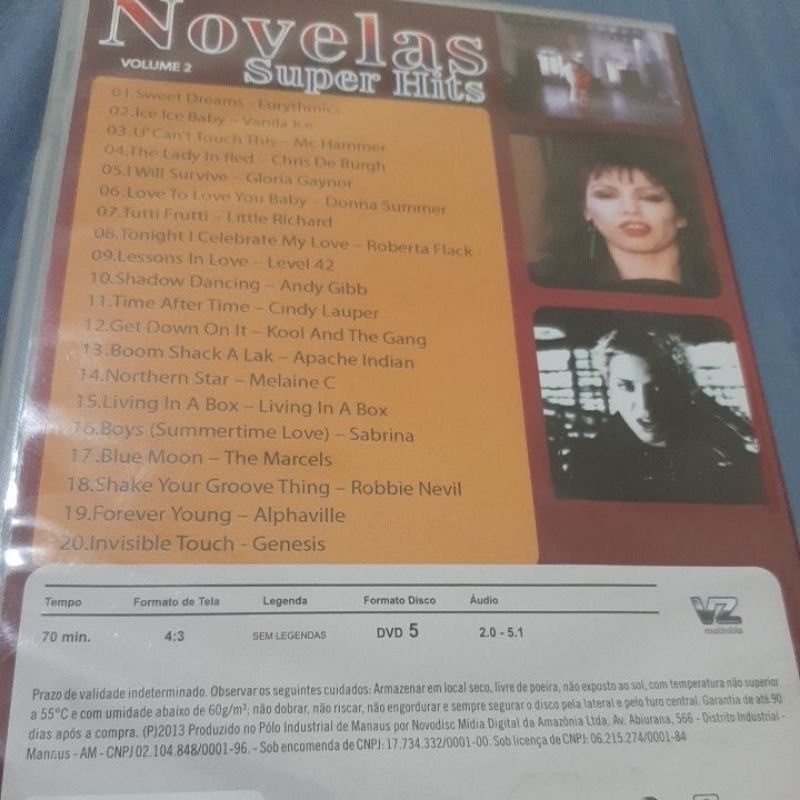 Novelas
VOLUME 2
Super Hits
01.Sweet Dreams - Eurythmics
02.Ice Ice Baby – Vanila Ice
03.U Can't Touch This – Mc Hammer
04.The Lady In Red – Chris De Burgh
05.I Will Survive – Gloria Gaynor
06.Love To Love You Baby – Donna Summer
07.Tutti Frutti – Little Richard
08.Tonight I Celebrate My Love – Roberta Flack
09.Lessons In Love – Level 42
10.Shadow Dancing – Andy Gibb
11.Time After Time – Cindy Lauper
12.Get Down On It – Kool And The Gang
13.Boom Shack A Lak – Apache Indian
14.Northern Star – Melaine C
15.Living In A Box – Living In A Box
16.Boys (Summertime Love) – Sabrina
17.Blue Moon – The Marcels
18.Shake Your Groove Thing – Robbie Nevil
19.Forever Young – Alphaville
20.Invisible Touch - Genesis
Tempo Formato de Tela Legenda Formato Disco Áudio
70 min. 4:3 SEM LEGENDAS DVD 5 2.0 - 5.1
VZ
multimídia
Prazo de validade indeterminado. Observar os seguintes cuidados: Armazenar em local seco, livre de poeira, não exposto ao sol, com temperatura não superior
a 55°C e com umidade abaixo de 60g/m³; não dobrar, não riscar, não engordurar e sempre segurar o disco pela lateral e pelo furo central. Garantia de até 90
dias após a compra. (P)2013 Produzido no Pólo Industrial de Manaus por Novodisc Mídia Digital da Amazônia Ltda. Av. Abiurana, 566 - Distrito Industrial -
Manaus - AM - CNPJ 02.104.848/0001-96. - Sob encomenda de CNPJ: 17.734.332/0001-00. Sob licença de CNPJ: 06.215.274/0001-84